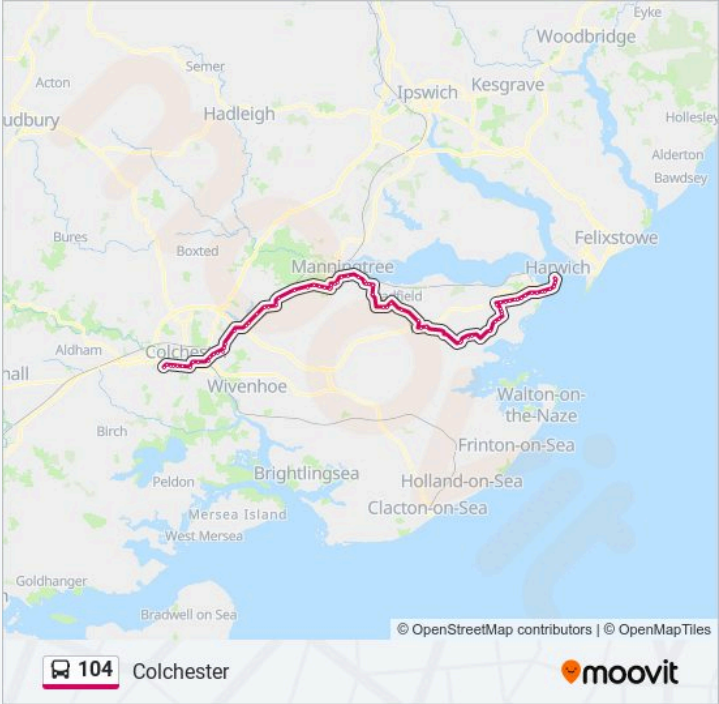 Eyke
Woodbridge
Semer
Acton
Ipswich
Kesgrave
Hadleigh
udbury
Hollesley
Alderton
Bawdsey
Bures
Boxted
Felixstowe
Manningtree
Harwich
adfield
Aldham
Colchest
hall
Wivenhoe
Walton-on-
the-Naze
Birch
Frinton-on-Sea
Peldon
Brightlingsea
Holland-on-Sea
Mersea Island
Clacton-on-Sea
West Mersea
Goldhanger
Bradwell on Sea
© OpenStreetMap contributors | © OpenMapTiles
104 Colchester
moovit